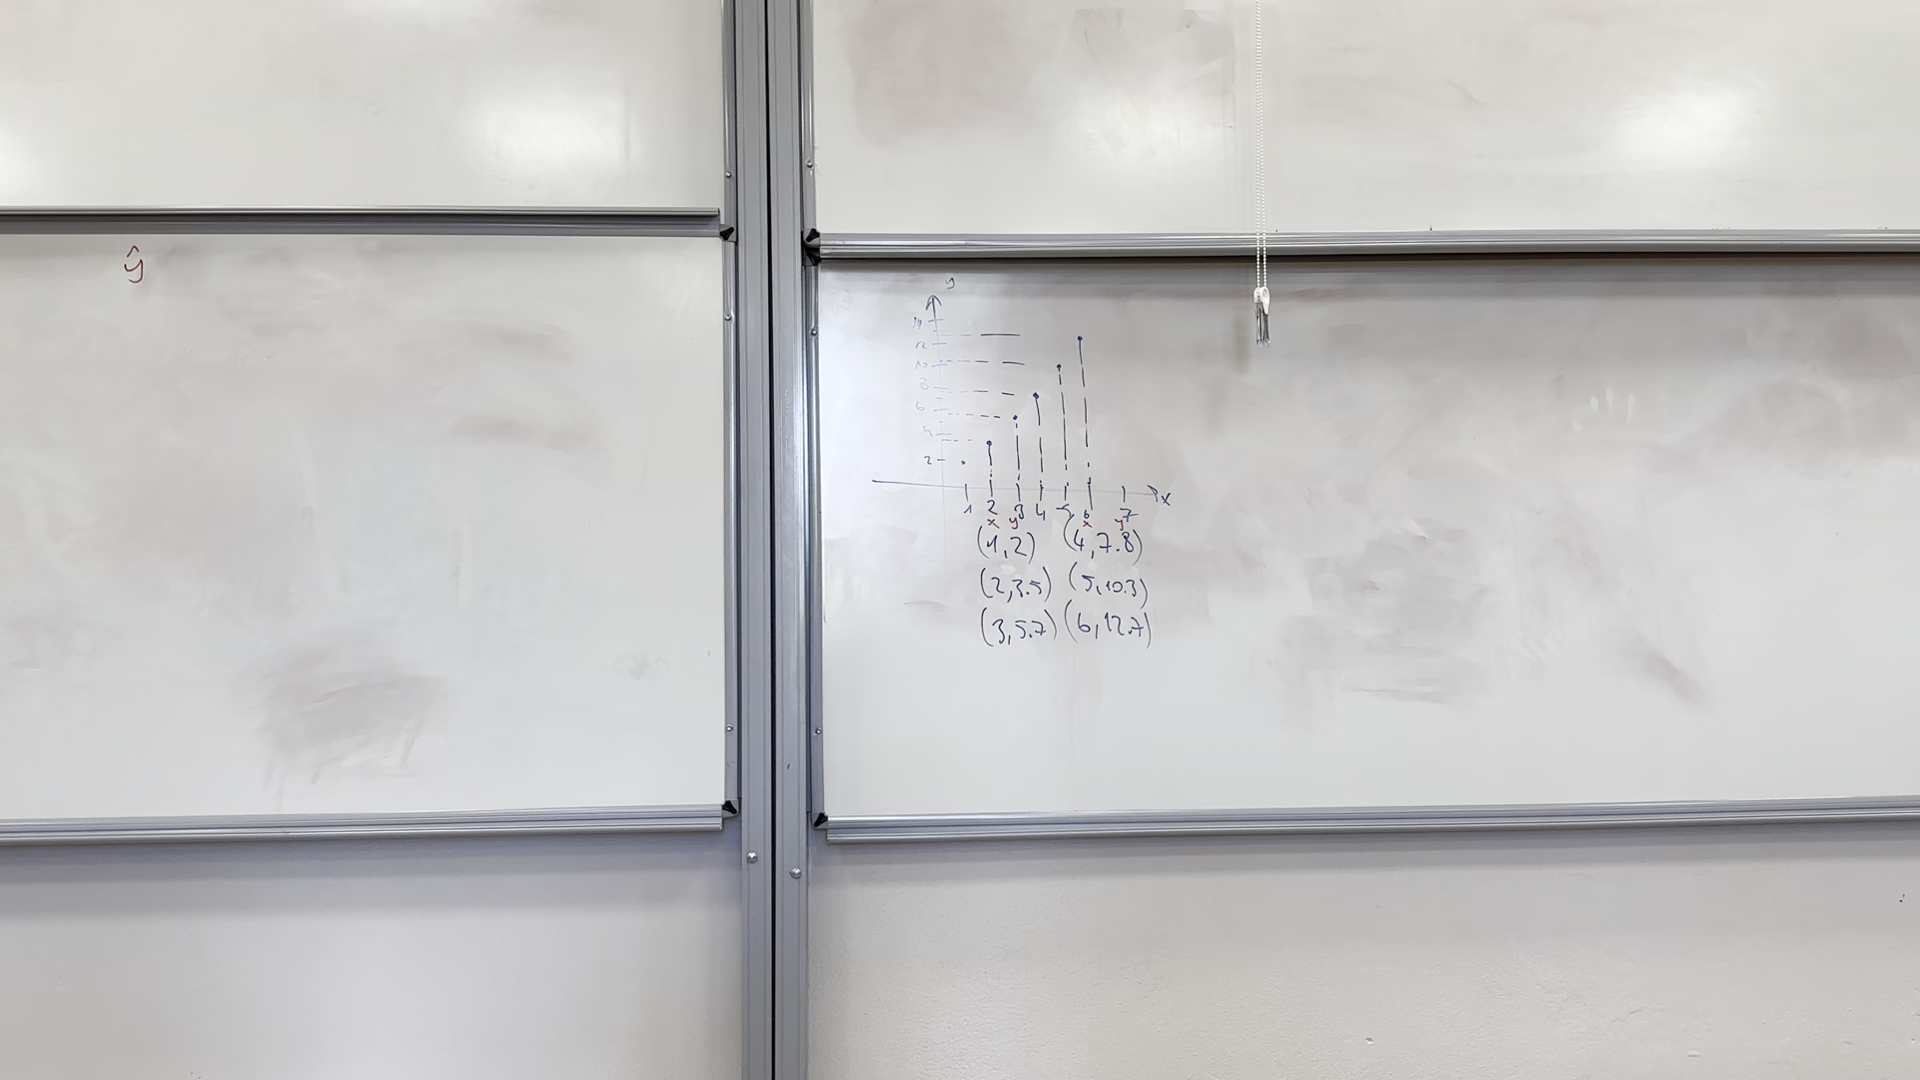 ŷ
y
14
12
10
8
6
4
2
x
1 2 3 4 5 6 7
x y x y
(1,2) (4,7.8)
(2,3.5) (5,10.3)
(3,5.7) (6,12.7)